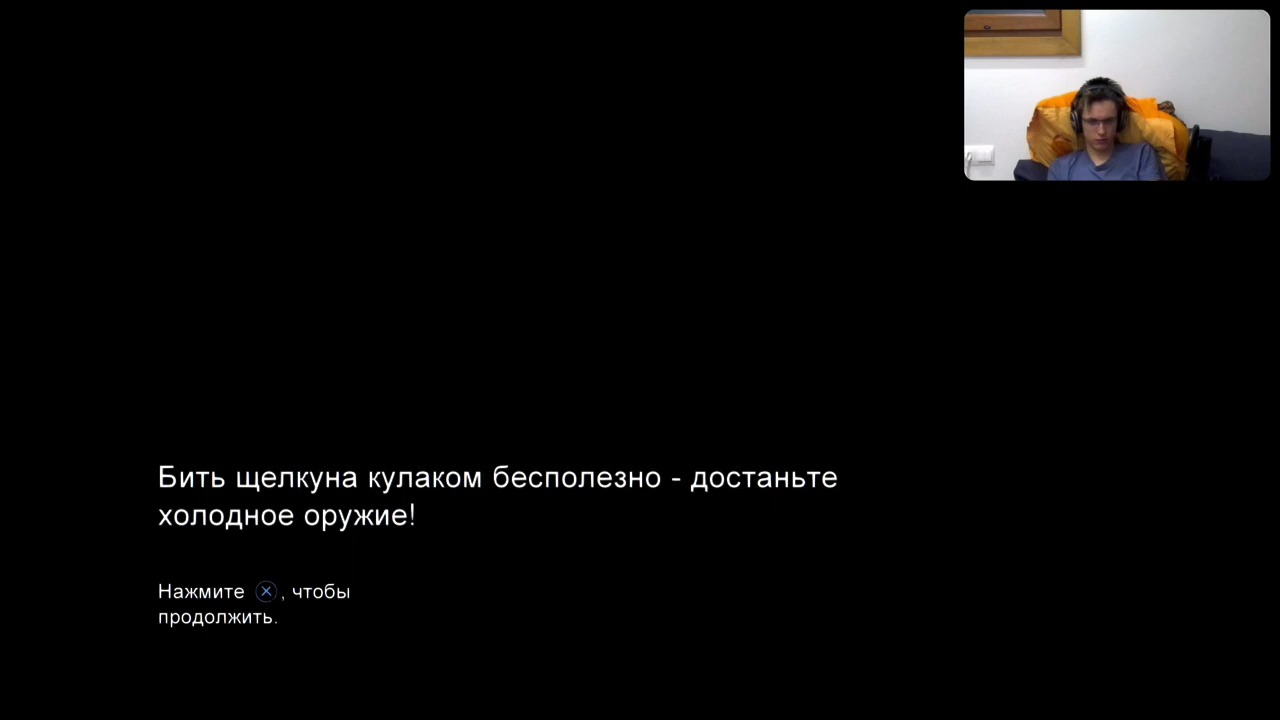 Бить щелкуна кулаком бесполезно - достаньте
холодное оружие!
Нажмите , чтобы
продолжить.